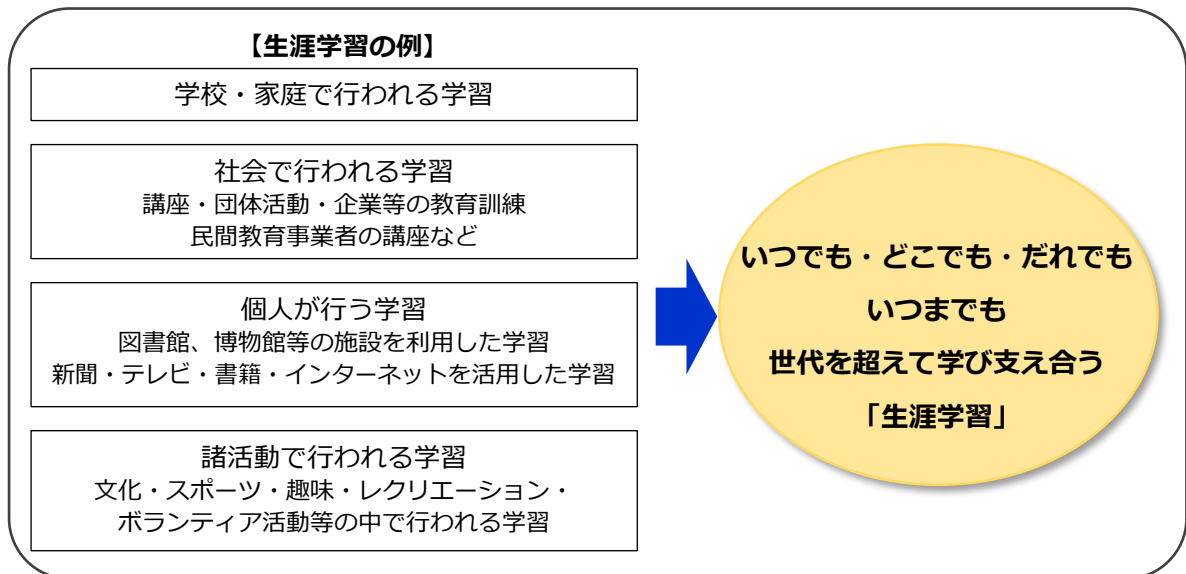 【生涯学習の例】
学校・家庭で行われる学習
社会で行われる学習
講座・団体活動・企業等の教育訓練
民間教育事業者の講座など
個人が行う学習
図書館、博物館等の施設を利用した学習
新聞・テレビ・書籍・インターネットを活用した学習
諸活動で行われる学習
文化・スポーツ・趣味・レクリエーション・
ボランティア活動等の中で行われる学習
いつでも・どこでも・だれでも
いつまでも
世代を超えて学び支え合う
「生涯学習」